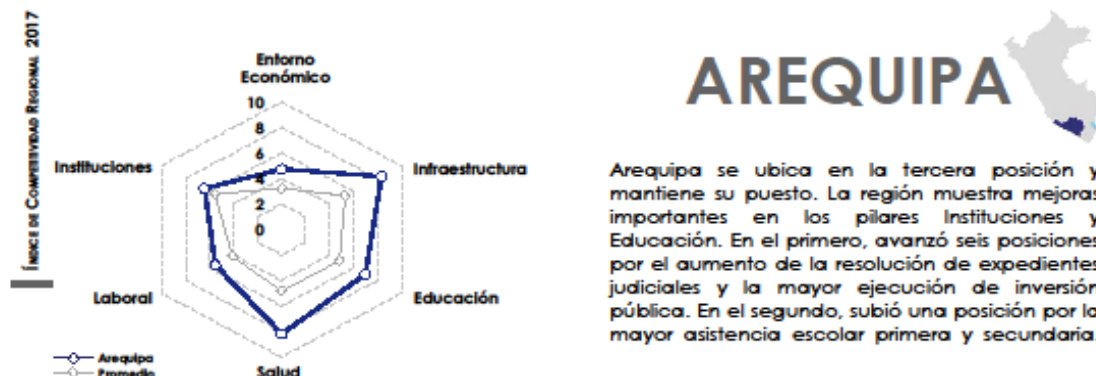 ÍNDICE DE COMPETITIVIDAD REGIONAL 2017
Entorno
Económico
10
8
6
4
2
0
Instituciones
Infraestructura
Laboral
Educación
Salud
Arequipa
Promedio
AREQUIPA
Arequipa se ubica en la tercera posición y
mantiene su puesto. La región muestra mejoras
importantes en los pilares Instituciones y
Educación. En el primero, avanzó seis posiciones
por el aumento de la resolución de expedientes
judiciales y la mayor ejecución de inversión
pública. En el segundo, subió una posición por la
mayor asistencia escolar primera y secundaria.